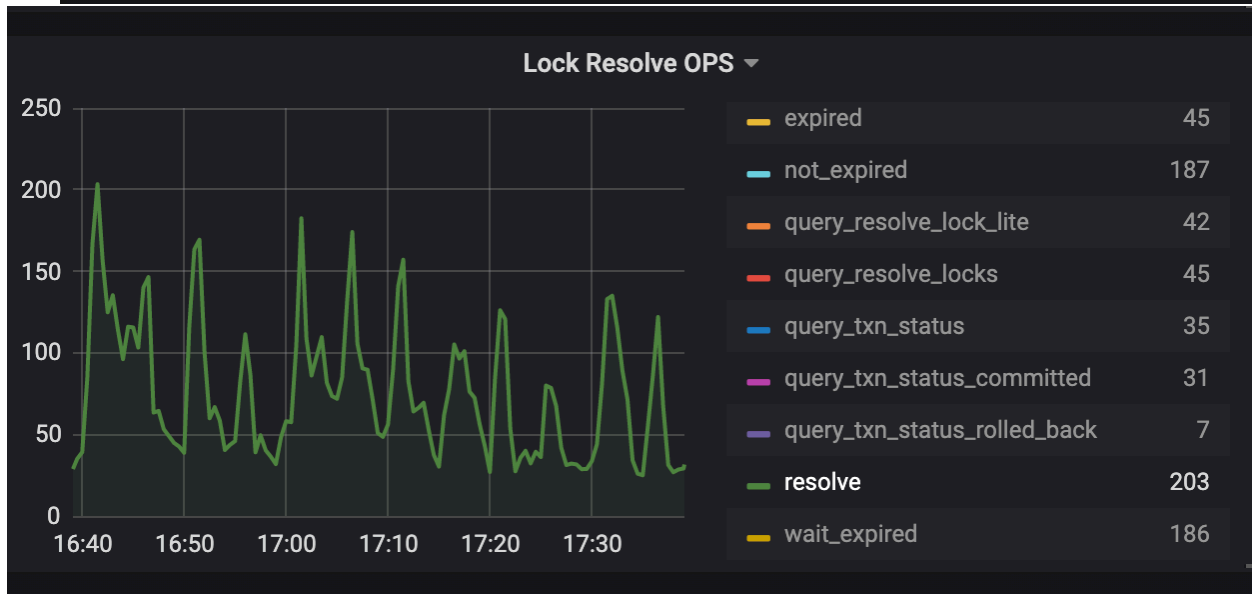 Lock Resolve OPS
250
200
150
100
50
0
16:40 16:50 17:00 17:10 17:20 17:30
expired 45
not_expired 187
query_resolve_lock_lite 42
query_resolve_locks 45
query_txn_status 35
query_txn_status_committed 31
query_txn_status_rolled_back 7
resolve 203
wait_expired 186